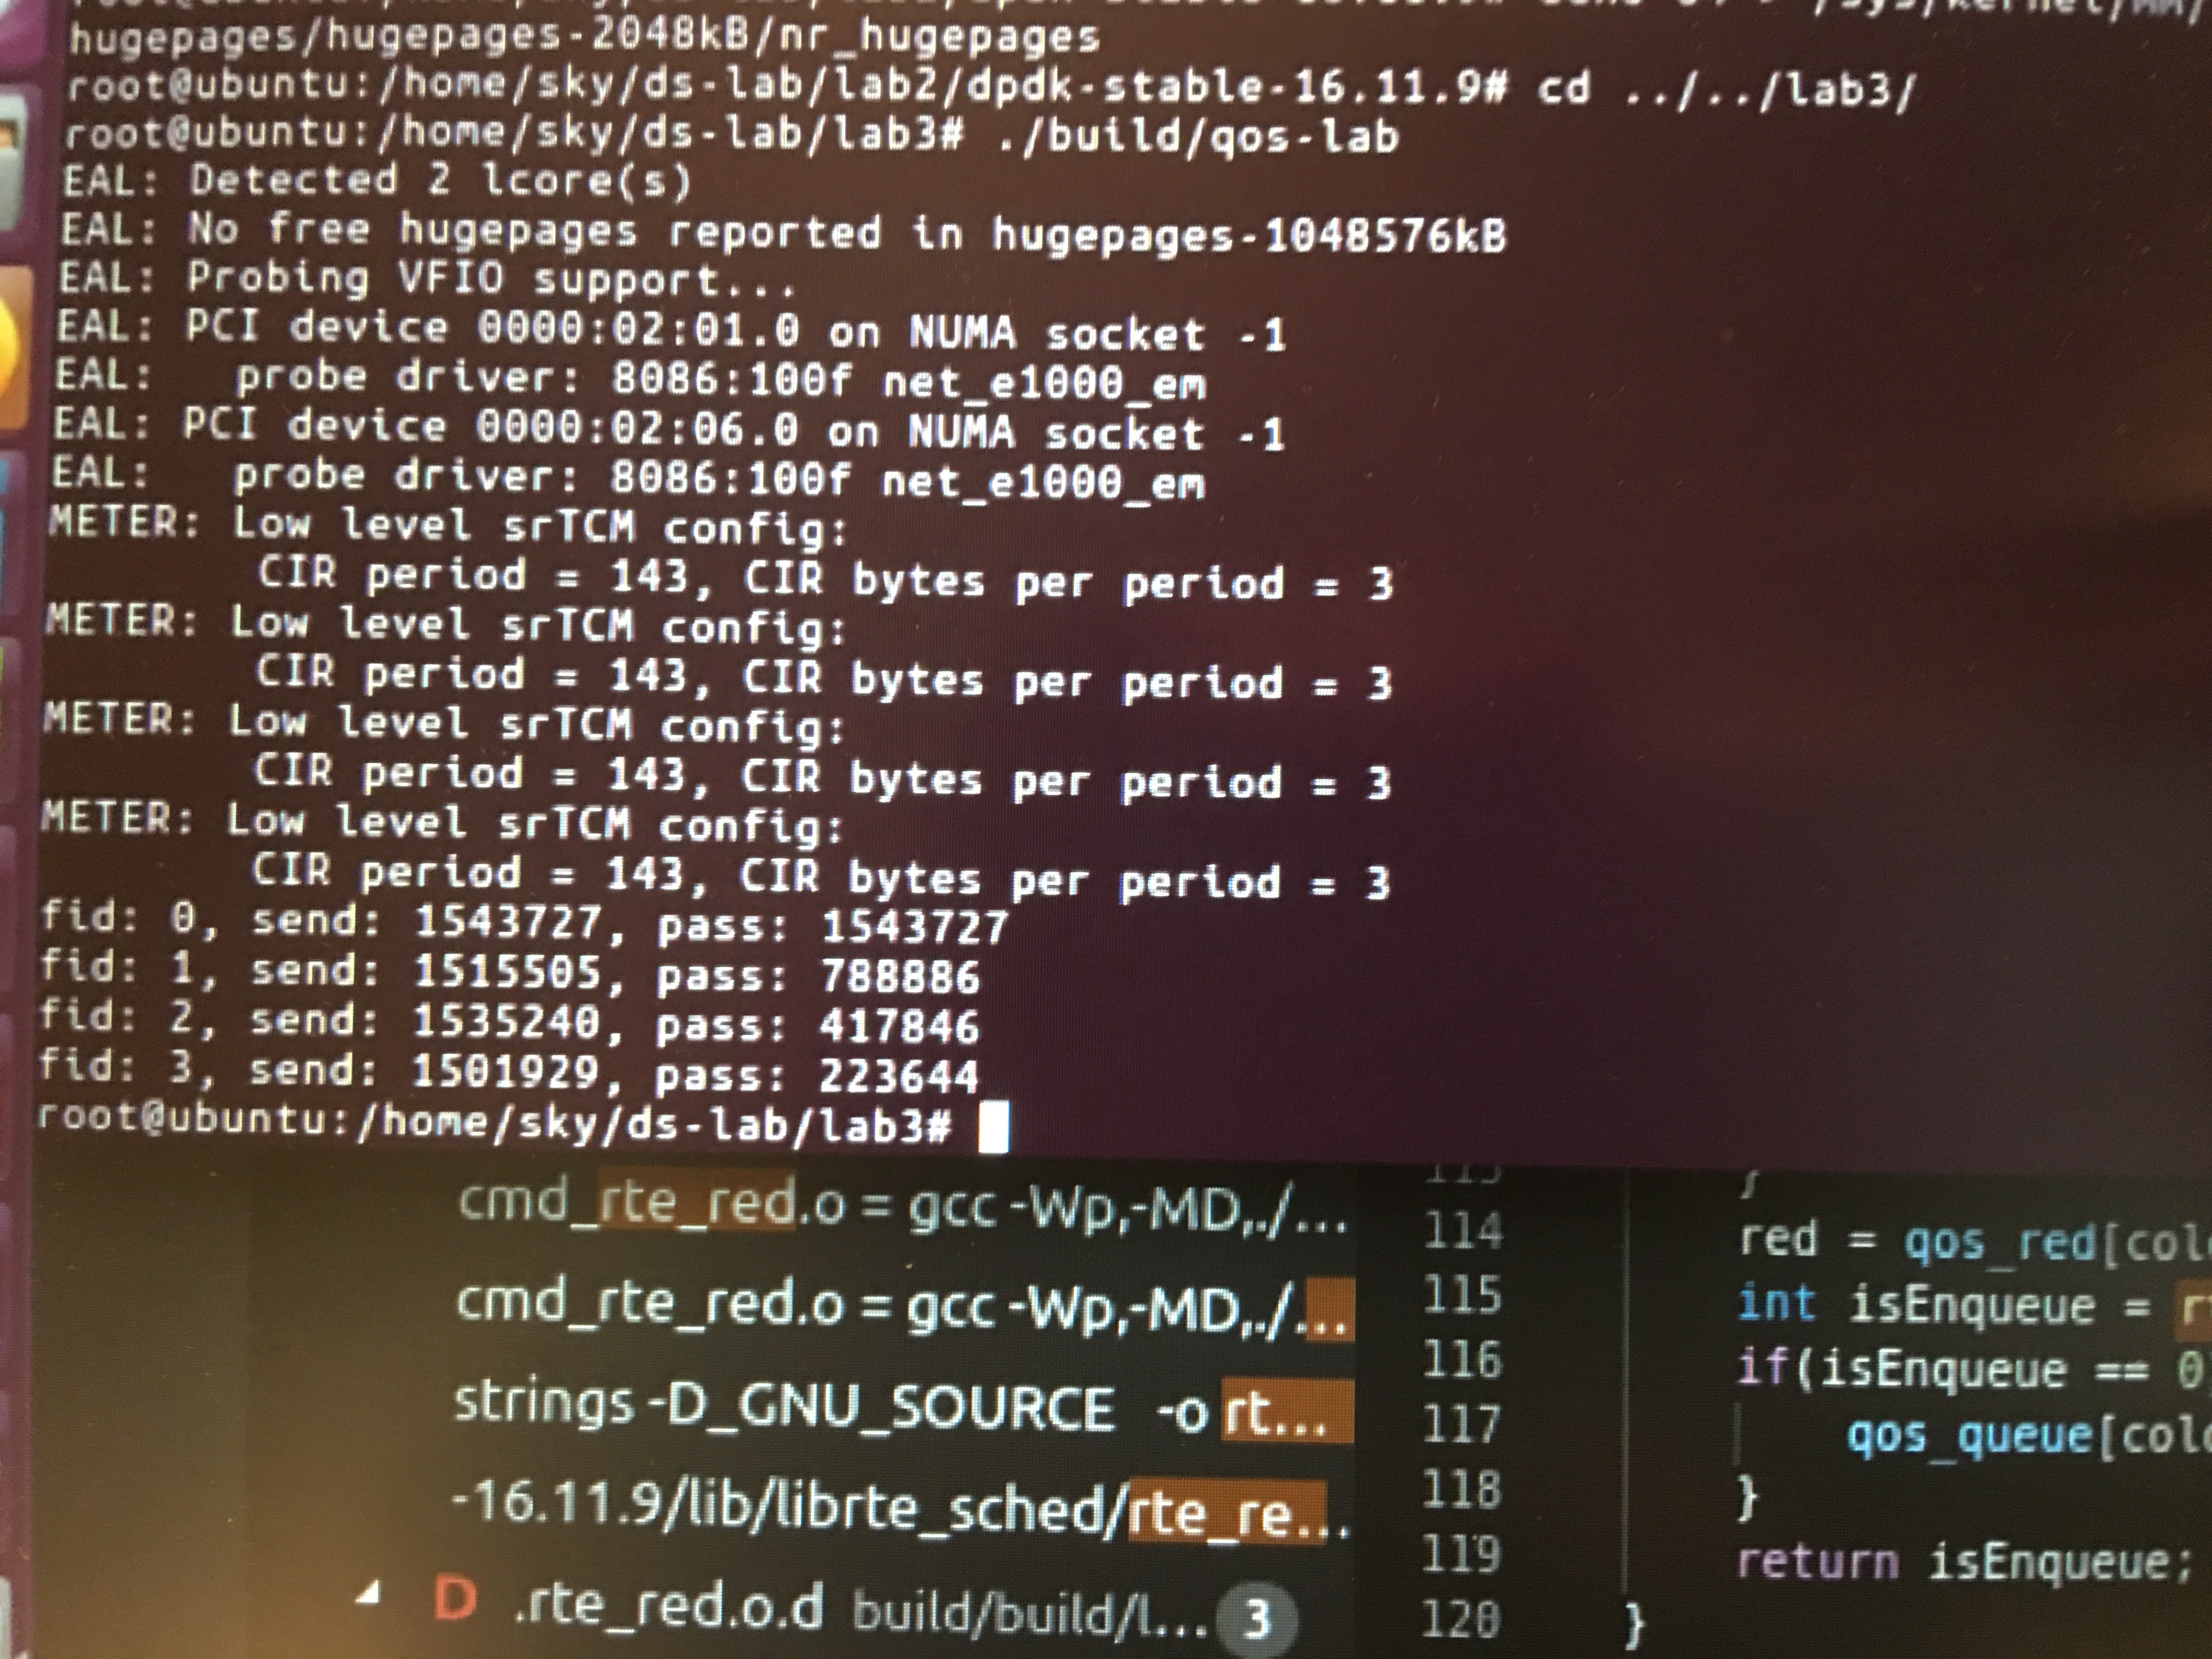 hugepages/hugepages-2048kB/nr_hugepages
root@ubuntu:/home/sky/ds-lab/lab2/dpdk-stable-16.11.9# cd ../../lab3/
root@ubuntu:/home/sky/ds-lab/lab3# ./build/qos-lab
EAL: Detected 2 lcore(s)
EAL: No free hugepages reported in hugepages-1048576kB
EAL: Probing VFIO support...
EAL: PCI device 0000:02:01.0 on NUMA socket -1
EAL:   probe driver: 8086:100f net_e1000_em
EAL: PCI device 0000:02:06.0 on NUMA socket -1
EAL:   probe driver: 8086:100f net_e1000_em
METER: Low level srTCM config:
CIR period = 143, CIR bytes per period = 3
METER: Low level srTCM config:
CIR period = 143, CIR bytes per period = 3
METER: Low level srTCM config:
CIR period = 143, CIR bytes per period = 3
METER: Low level srTCM config:
CIR period = 143, CIR bytes per period = 3
fid: 0, send: 1543727, pass: 1543727
fid: 1, send: 1515505, pass: 788886
fid: 2, send: 1535240, pass: 417846
fid: 3, send: 1501929, pass: 223644
root@ubuntu:/home/sky/ds-lab/lab3#
cmd_rte_red.o = gcc -Wp,-MD,./...
cmd_rte_red.o = gcc -Wp,-MD,./...
strings -D_GNU_SOURCE -o rt...
-16.11.9/lib/librte_sched/rte_re...
D .rte_red.o.d build/build/l... 3
114 red = qos_red[col
115 int isEnqueue = r
116 if(isEnqueue == 0
117 qos_queue[col
118 }
119 return isEnqueue;
120 }